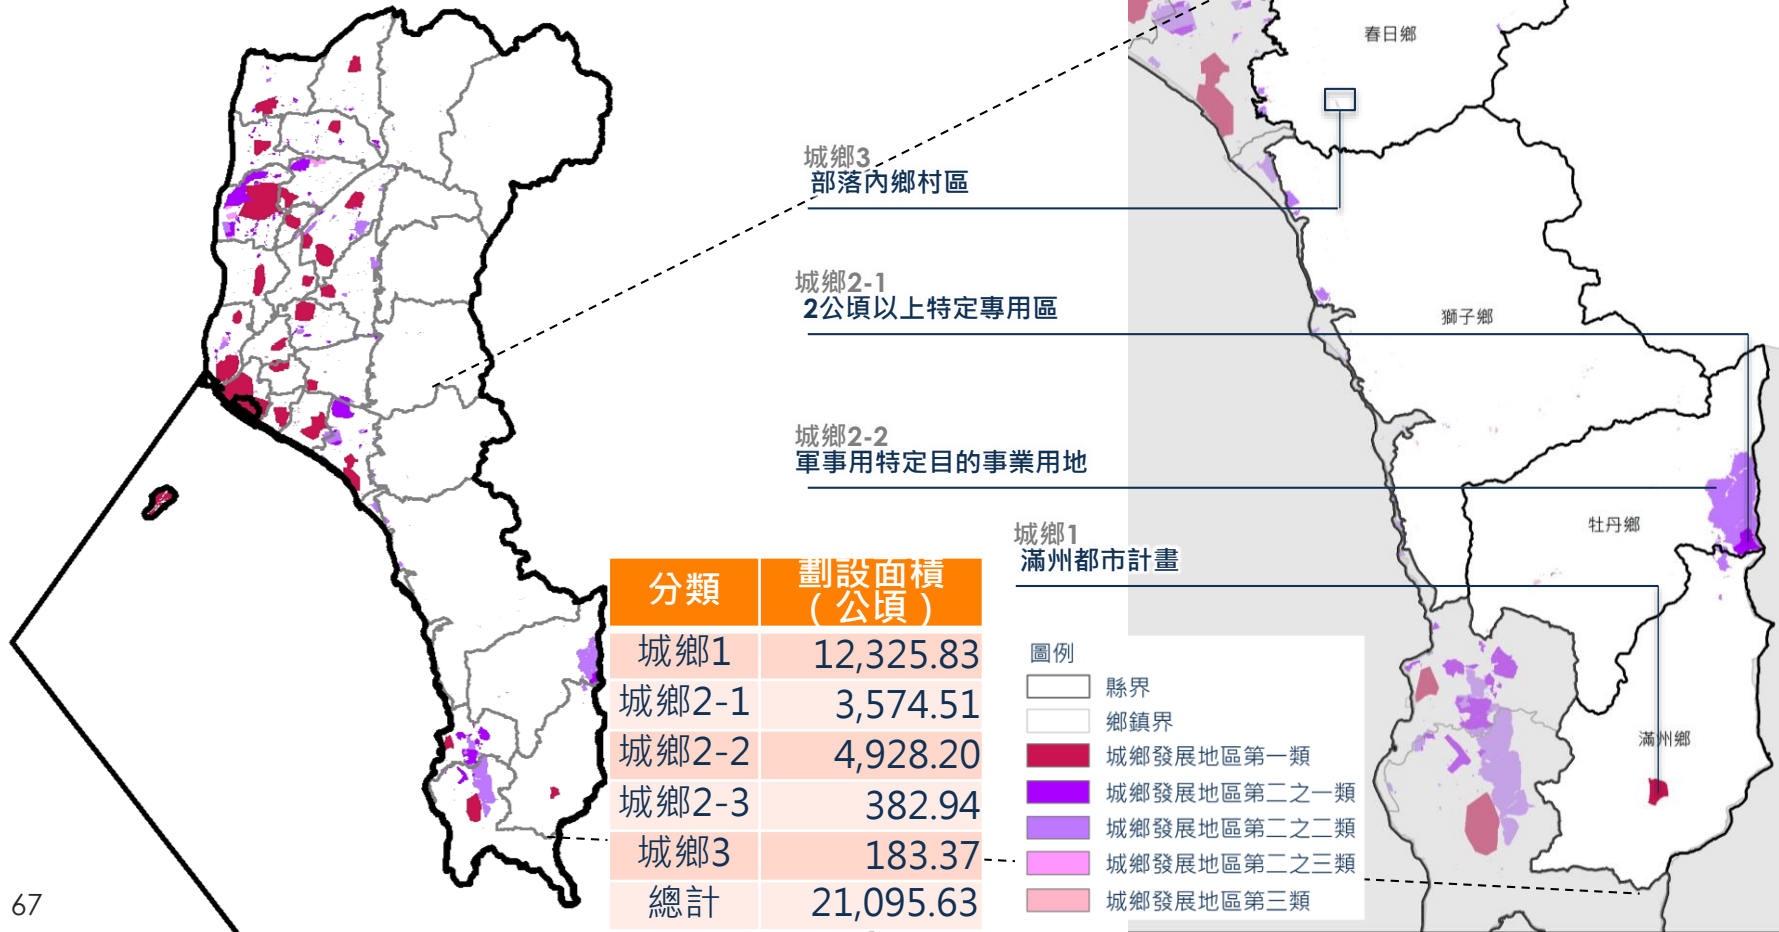 春日鄉
城鄉3
部落內鄉村區
城鄉2-1
2公頃以上特定專用區
獅子鄉
城鄉2-2
軍事用特定目的事業用地
牡丹鄉
城鄉1
滿州都市計畫
滿州鄉
分類 劃設面積（公頃）
城鄉1 12,325.83
城鄉2-1 3,574.51
城鄉2-2 4,928.20
城鄉2-3 382.94
城鄉3 183.37
總計 21,095.63
圖例
縣界
鄉鎮界
城鄉發展地區第一類
城鄉發展地區第二之一類
城鄉發展地區第二之二類
城鄉發展地區第二之三類
城鄉發展地區第三類
67